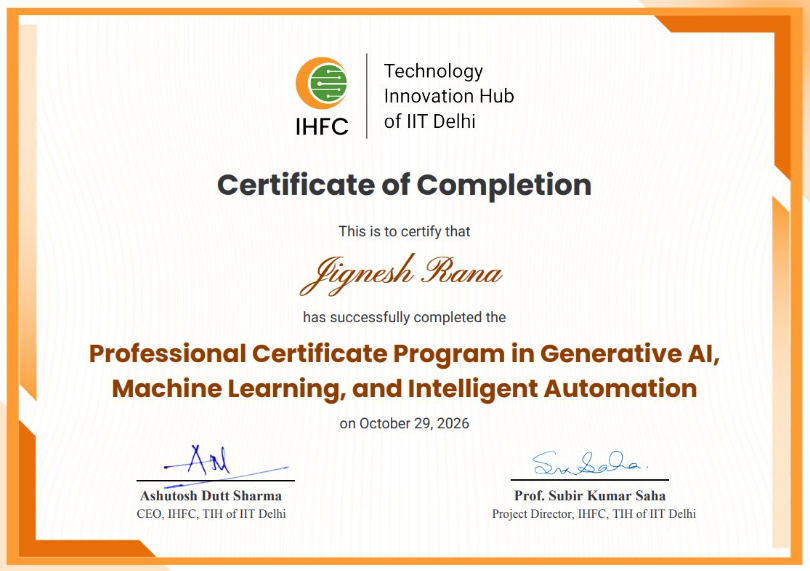 IHFC
Technology
Innovation Hub
of IIT Delhi
Certificate of Completion
This is to certify that
Jignesh Rana
has successfully completed the
Professional Certificate Program in Generative AI,
Machine Learning, and Intelligent Automation
on October 29, 2026
Ashutosh Dutt Sharma
CEO, IHFC, TIH of IIT Delhi
Prof. Subir Kumar Saha
Project Director, IHFC, TIH of IIT Delhi